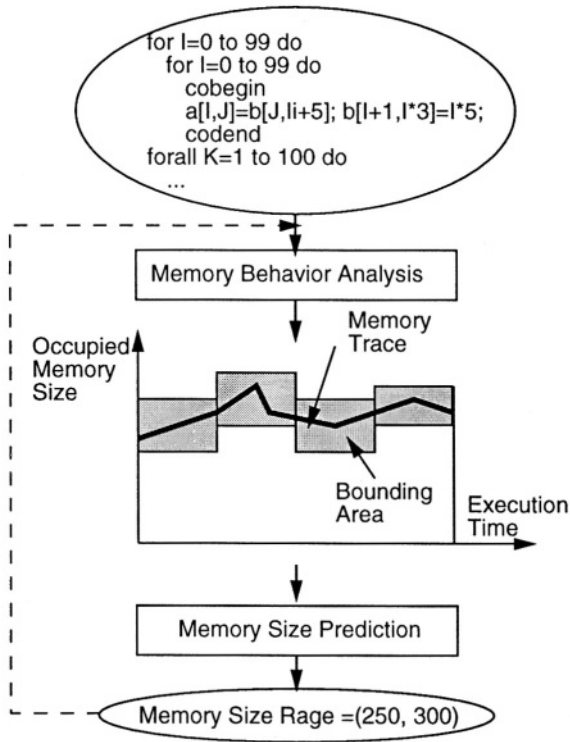 for I=0 to 99 do
for I=0 to 99 do
cobegin
a[I,J]=b[J,Ii+5]; b[I+1,I*3]=I*5;
codend
forall K=1 to 100 do
...
Memory Behavior Analysis
Occupied
Memory
Size
Memory
Trace
Bounding
Area
Execution
Time
Memory Size Prediction
Memory Size Rage =(250, 300)